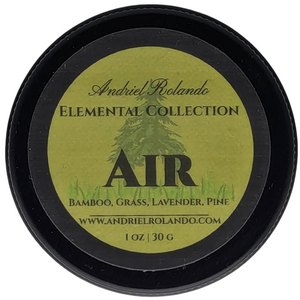 Andriel Rolando
Elemental Collection
Air
Bamboo, Grass, Lavender, Pine
www.andrielrolando.com
1 oz | 30 g